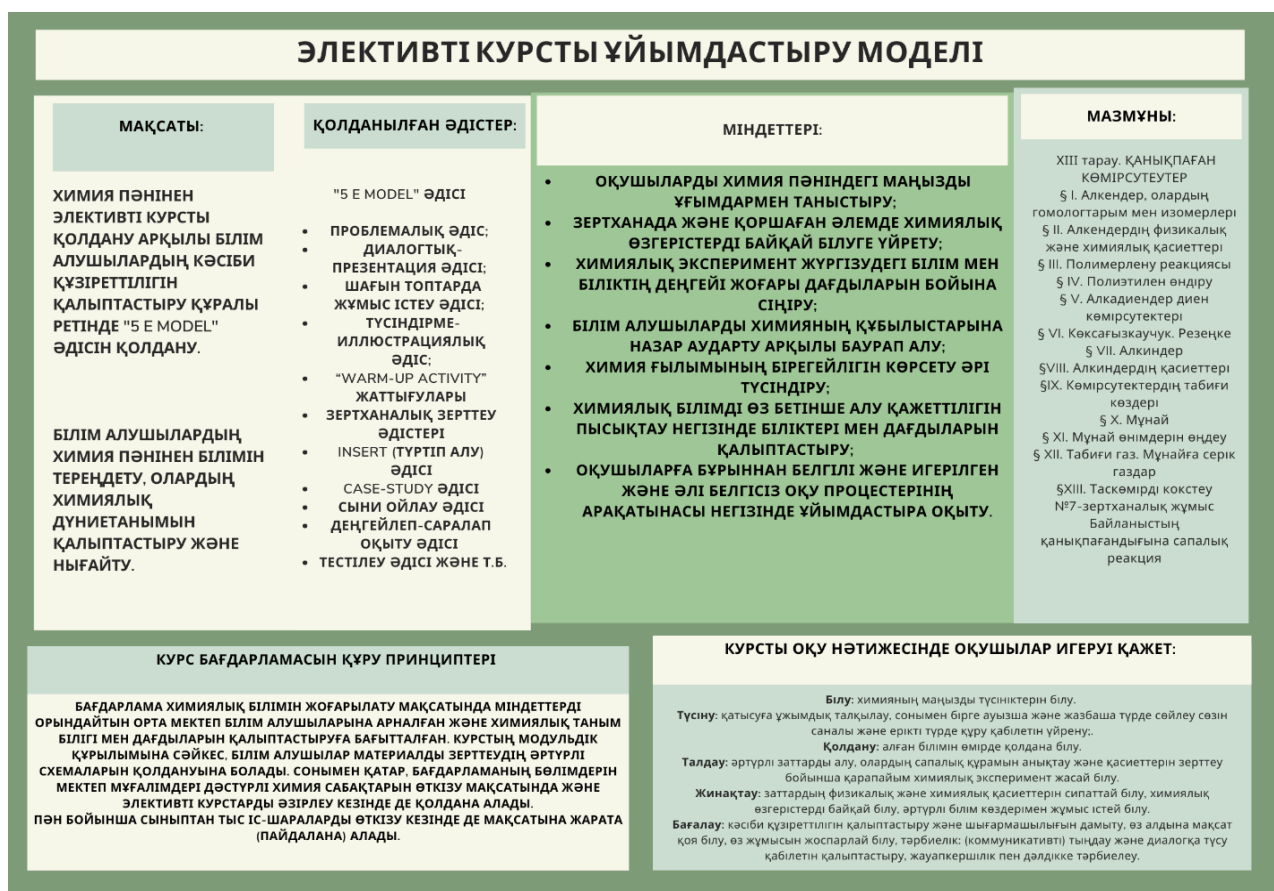 ЭЛЕКТИВТІ КУРСТЫ ҰЙЫМДАСТЫРУ МОДЕЛІ
МАҚСАТЫ:
ХИМИЯ ПӘНІНЕН
ЭЛЕКТИВТІ КУРСТЫ
ҚОЛДАНУ АРҚЫЛЫ БІЛІМ
АЛУШЫЛАРДЫҢ КӘСІБИ
ҚҰЗІРЕТТІЛІГІН
ҚАЛЫПТАСТЫРУ ҚҰРАЛЫ
РЕТІНДЕ "5 E MODEL"
ӘДІСІН ҚОЛДАНУ.
БІЛІМ АЛУШЫЛАРДЫҢ
ХИМИЯ ПӘНІНЕН БІЛІМІН
ТЕРЕҢДЕТУ, ОЛАРДЫҢ
ХИМИЯЛЫҚ
ДҮНИЕТАНЫМЫН
ҚАЛЫПТАСТЫРУ ЖӘНЕ
НЫҒАЙТУ.
ҚОЛДАНЫЛҒАН ӘДІСТЕР:
"5 E MODEL" ӘДІСІ
• ПРОБЛЕМАЛЫҚ ӘДІС;
• ДИАЛОГТЫҚ-
ПРЕЗЕНТАЦИЯ ӘДІСІ;
• ШАҒЫН ТОПТАРДА
ЖҰМЫС ІСТЕУ ӘДІСІ;
• ТҮСІНДІРМЕ-
ИЛЛЮСТРАЦИЯЛЫҚ
ӘДІС;
• “WARM-UP ACTIVITY”
ЖАТТЫҒУЛАРЫ
• ЗЕРТХАНАЛЫҚ ЗЕРТТЕУ
ӘДІСТЕРІ
• INSERT (ТҮРТІП АЛУ)
ӘДІСІ
• CASE-STUDY ӘДІСІ
• СЫНИ ОЙЛАУ ӘДІСІ
• ДЕҢГЕЙЛЕП-САРАЛАП
ОҚЫТУ ӘДІСІ
• ТЕСТІЛЕУ ӘДІСІ ЖӘНЕ Т.Б.
МІНДЕТТЕРІ:
• ОҚУШЫЛАРДЫ ХИМИЯ ПӘНІНДЕГІ МАҢЫЗДЫ
ҰҒЫМДАРМЕН ТАНЫСТЫРУ;
• ЗЕРТХАНАДА ЖӘНЕ ҚОРШАҒАН ӘЛЕМДЕ ХИМИЯЛЫҚ
ӨЗГЕРІСТЕРДІ БАЙҚАЙ БІЛУГЕ ҮЙРЕТУ;
• ХИМИЯЛЫҚ ЭКСПЕРИМЕНТ ЖҮРГІЗУДЕГІ БІЛІМ МЕН
БІЛІКТІҢ ДЕҢГЕЙІ ЖОҒАРЫ ДАҒДЫЛАРЫН БОЙЫНА
СІҢІРУ;
• БІЛІМ АЛУШЫЛАРДЫ ХИМИЯНЫҢ ҚҰБЫЛЫСТАРЫНА
НАЗАР АУДАРТУ АРҚЫЛЫ БАУРАП АЛУ;
• ХИМИЯ ҒЫЛЫМЫНЫҢ БІРЕГЕЙЛІГІН КӨРСЕТУ ӘРІ
ТҮСІНДІРУ;
• ХИМИЯЛЫҚ БІЛІМДІ ӨЗ БЕТІНШЕ АЛУ ҚАЖЕТТІЛІГІН
ПЫСЫҚТАУ НЕГІЗІНДЕ БІЛІКТЕРІ МЕН ДАҒДЫЛАРЫН
ҚАЛЫПТАСТЫРУ;
• ОҚУШЫЛАРҒА БҰРЫННАН БЕЛГІЛІ ЖӘНЕ ИГЕРІЛГЕН
ЖӘНЕ ӘЛІ БЕЛГІСІЗ ОҚУ ПРОЦЕСТЕРІНІҢ
АРАҚАТЫНАСЫ НЕГІЗІНДЕ ҰЙЫМДАСТЫРА ОҚЫТУ.
МАЗМҰНЫ:
XIII тарау. ҚАНЫҚПАҒАН
КӨМІРСУТЕУТЕР
§ I. Алкендер, олардың
гомологтарым мен изомерлері
§ II. Алкендердің физикалық
және химиялық қасиеттері
§ III. Полимерлену реакциясы
§ IV. Полиэтилен өндіру
§ V. Алкадиендер диен
көмірсутектері
§ VI. Көксағызкаучук. Резеңке
§ VII. Алкиндер
§VIII. Алкиндердің қасиеттері
§IX. Көмірсутектердің табиғи
көздері
§ X. Мұнай
§ XI. Мұнай өнімдерін өңдеу
§ XII. Табиғи газ. Мұнайға серік
газдар
§XIII. Таскөмірді кокстеу
№7-зертханалық жұмыс
Байланыстың
қанықпағандығына сапалық
реакция
КУРС БАҒДАРЛАМАСЫН ҚҰРУ ПРИНЦИПТЕРІ
БАҒДАРЛАМА ХИМИЯЛЫҚ БІЛІМІН ЖОҒАРЫЛАТУ МАҚСАТЫНДА МІНДЕТТЕРДІ
ОРЫНДАЙТЫН ОРТА МЕКТЕП БІЛІМ АЛУШЫЛАРЫНА АРНАЛҒАН ЖӘНЕ ХИМИЯЛЫҚ ТАНЫМ
БІЛІГІ МЕН ДАҒДЫЛАРЫН ҚАЛЫПТАСТЫРУҒА БАҒЫТТАЛҒАН. КУРСТЫҢ МОДУЛЬДІК
ҚҰРЫЛЫМЫНА СӘЙКЕС, БІЛІМ АЛУШЫЛАР МАТЕРИАЛДЫ ЗЕРТТЕУДІҢ ӘРТҮРЛІ
СХЕМАЛАРЫН ҚОЛДАНУЫНА БОЛАДЫ. СОНЫМЕН ҚАТАР, БАҒДАРЛАМАНЫҢ БӨЛІМДЕРІН
МЕКТЕП МҰҒАЛІМДЕРІ ДӘСТҮРЛІ ХИМИЯ САБАҚТАРЫН ӨТКІЗУ МАҚСАТЫНДА ЖӘНЕ
ЭЛЕКТИВТІ КУРСТАРДЫ ӘЗІРЛЕУ КЕЗІНДЕ ДЕ ҚОЛДАНА АЛАДЫ.
ПӘН БОЙЫНША СЫНЫПТАН ТЫС ІС-ШАРАЛАРДЫ ӨТКІЗУ КЕЗІНДЕ ДЕ МАҚСАТЫНА ЖАРАТА
(ПАЙДАЛАНА) АЛАДЫ.
КУРСТЫ ОҚУ НӘТИЖЕСІНДЕ ОҚУШЫЛАР ИГЕРУІ ҚАЖЕТ:
Білу: химияның маңызды түсініктерін білу.
Түсіну: қатысуға ұжымдық талқылау, сонымен бірге ауызша және жазбаша түрде сөйлеу сөзін
саналы және ерікті түрде құру қабілетін үйрену;.
Қолдану: алған білімін өмірде қолдана білу.
Талдау: әртүрлі заттарды алу, олардың сапалық құрамын анықтау және қасиеттерін зерттеу
бойынша қарапайым химиялық эксперимент жасай білу.
Жинақтау: заттардың физикалық және химиялық қасиеттерін сипаттай білу, химиялық
өзгерістерді байқай білу, әртүрлі білім көздерімен жұмыс істей білу.
Бағалау: кәсіби құзіреттілігін қалыптастыру және шығармашылығын дамыту, өз алдына мақсат
қоя білу, өз жұмысын жоспарлай білу, тәрбиелік: (коммуникативті) тыңдау және диалогқа түсу
қабілетін қалыптастыру, жауапкершілік пен дәлдікке тәрбиелеу.